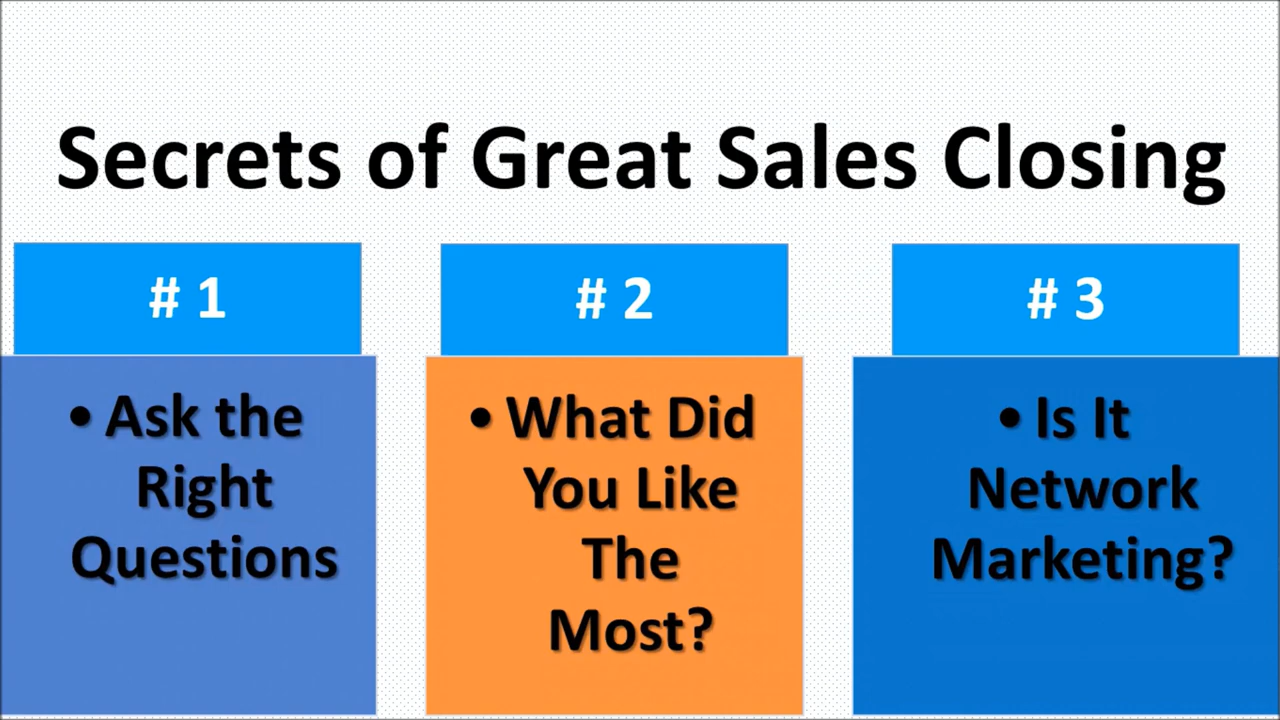 Secrets of Great Sales Closing
# 1
• Ask the
Right
Questions
# 2
• What Did
You Like
The
Most?
# 3
• Is It
Network
Marketing?